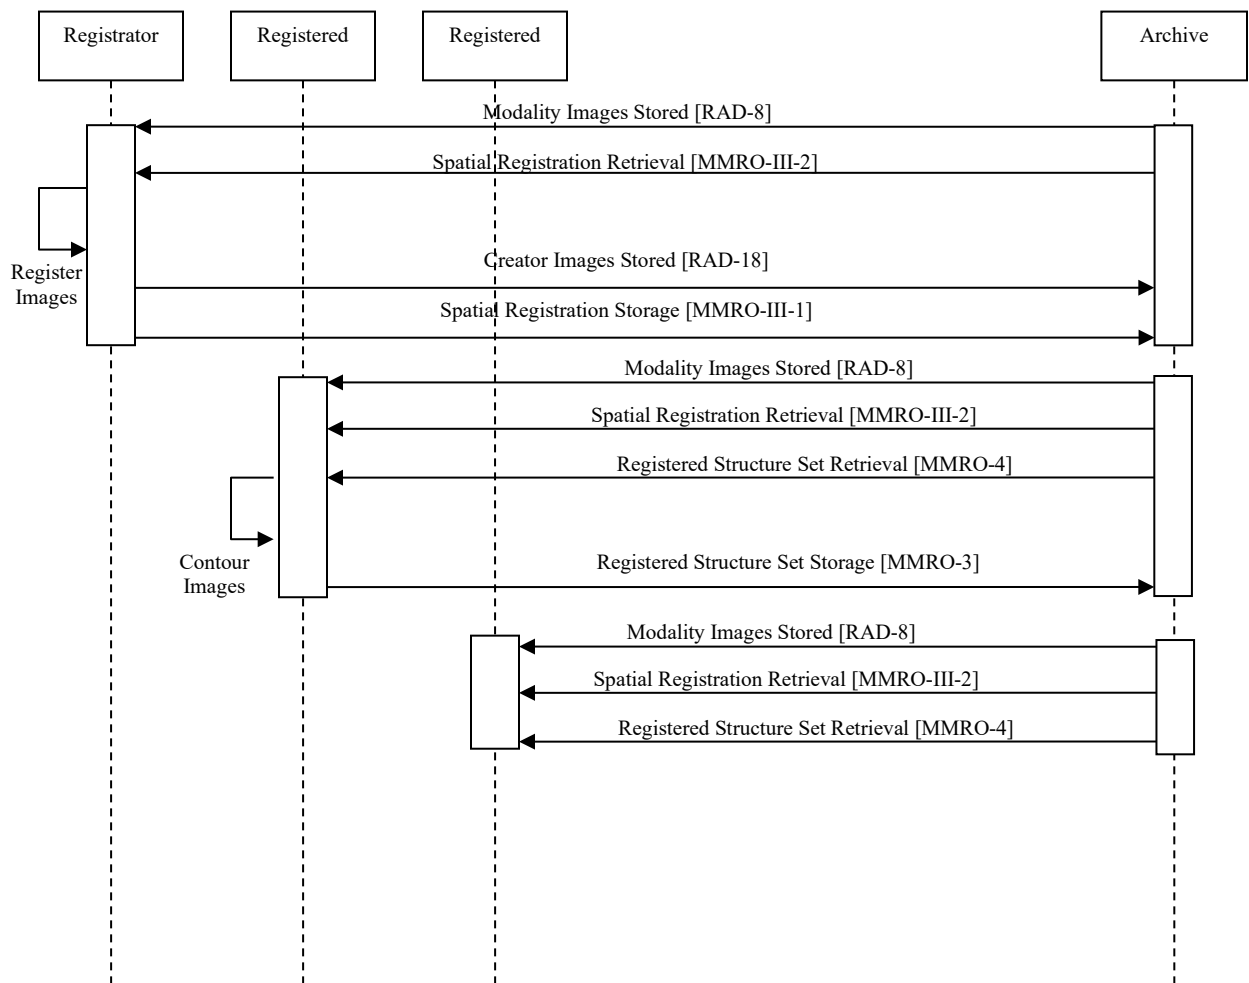 Registrator
Registered
Registered
Archive
Modality Images Stored [RAD-8]
Spatial Registration Retrieval [MMRO-III-2]
Register
Images
Creator Images Stored [RAD-18]
Spatial Registration Storage [MMRO-III-1]
Modality Images Stored [RAD-8]
Spatial Registration Retrieval [MMRO-III-2]
Registered Structure Set Retrieval [MMRO-4]
Contour
Images
Registered Structure Set Storage [MMRO-3]
Modality Images Stored [RAD-8]
Spatial Registration Retrieval [MMRO-III-2]
Registered Structure Set Retrieval [MMRO-4]